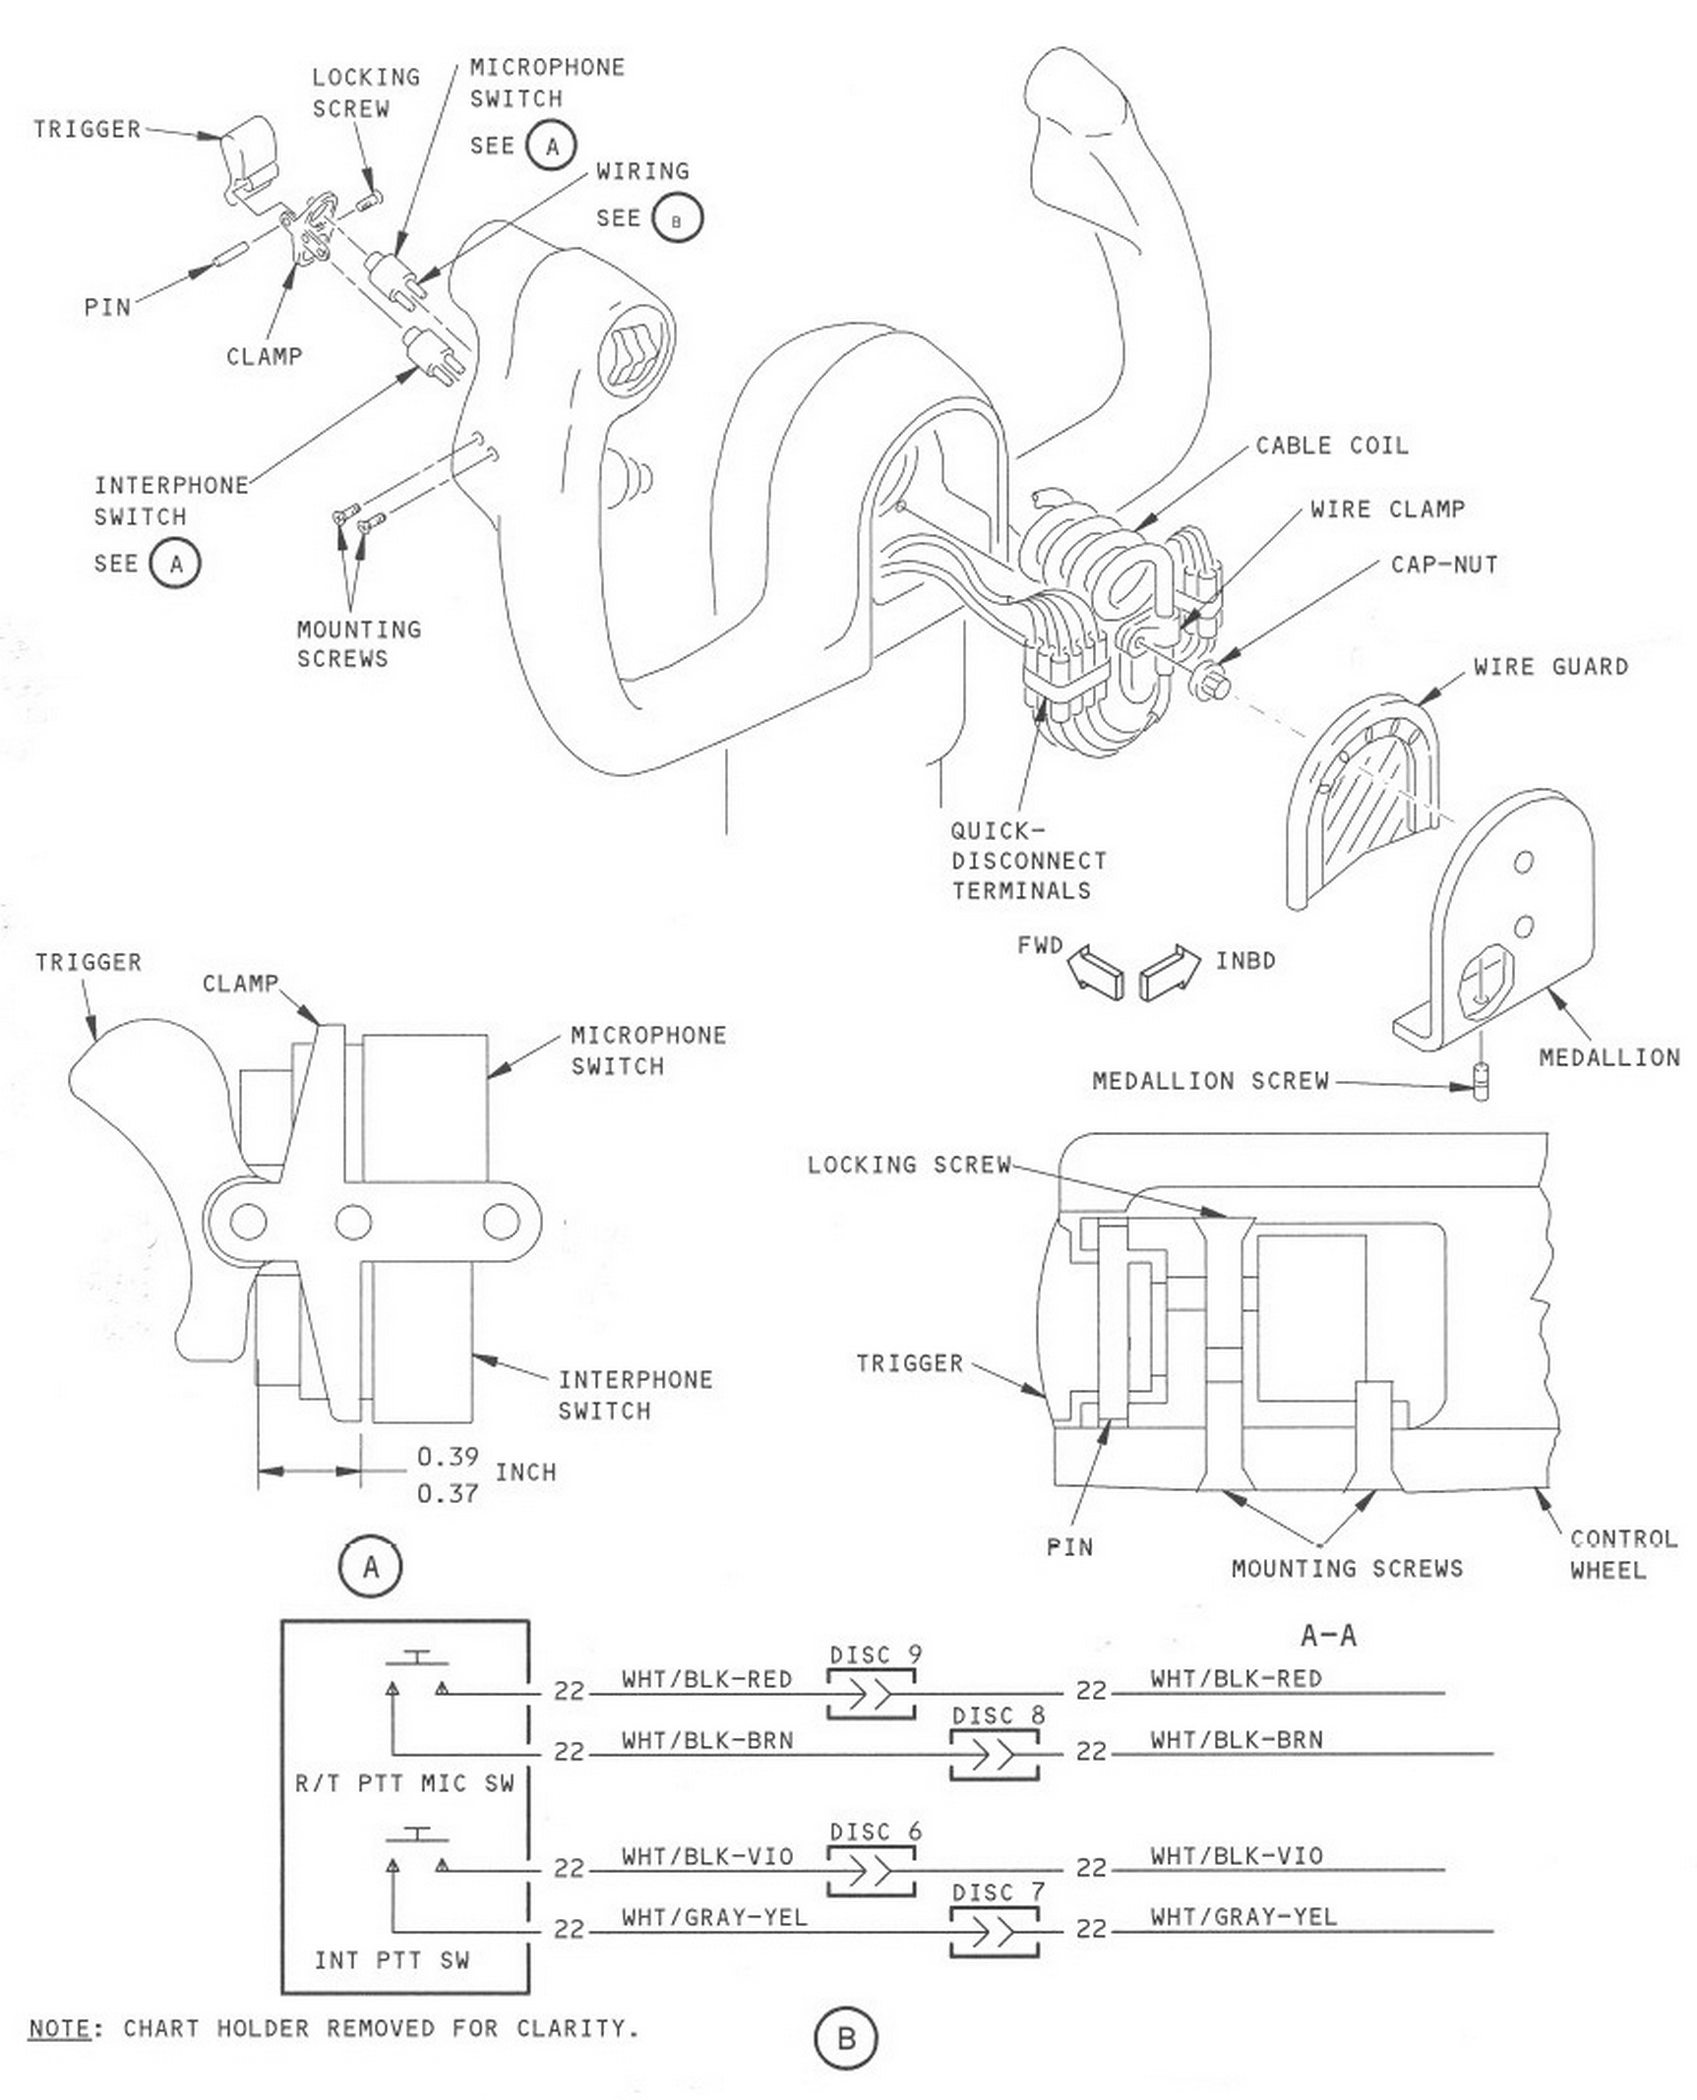 LOCKING
SCREW
MICROPHONE
SWITCH
SEE A
TRIGGER
WIRING
SEE B
PIN
CLAMP
INTERPHONE
SWITCH
SEE A
MOUNTING
SCREWS
CABLE COIL
WIRE CLAMP
CAP-NUT
WIRE GUARD
QUICK-
DISCONNECT
TERMINALS
FWD
INBD
MEDALLION
MEDALLION SCREW
TRIGGER
CLAMP
MICROPHONE
SWITCH
INTERPHONE
SWITCH
0.39
0.37 INCH
A
LOCKING SCREW
TRIGGER
PIN
MOUNTING SCREWS
CONTROL
WHEEL
A-A
DISC 9
22 WHT/BLK-RED 22 WHT/BLK-RED
DISC 8
22 WHT/BLK-BRN 22 WHT/BLK-BRN
R/T PTT MIC SW
DISC 6
22 WHT/BLK-VIO 22 WHT/BLK-VIO
DISC 7
22 WHT/GRAY-YEL 22 WHT/GRAY-YEL
INT PTT SW
NOTE: CHART HOLDER REMOVED FOR CLARITY.
B